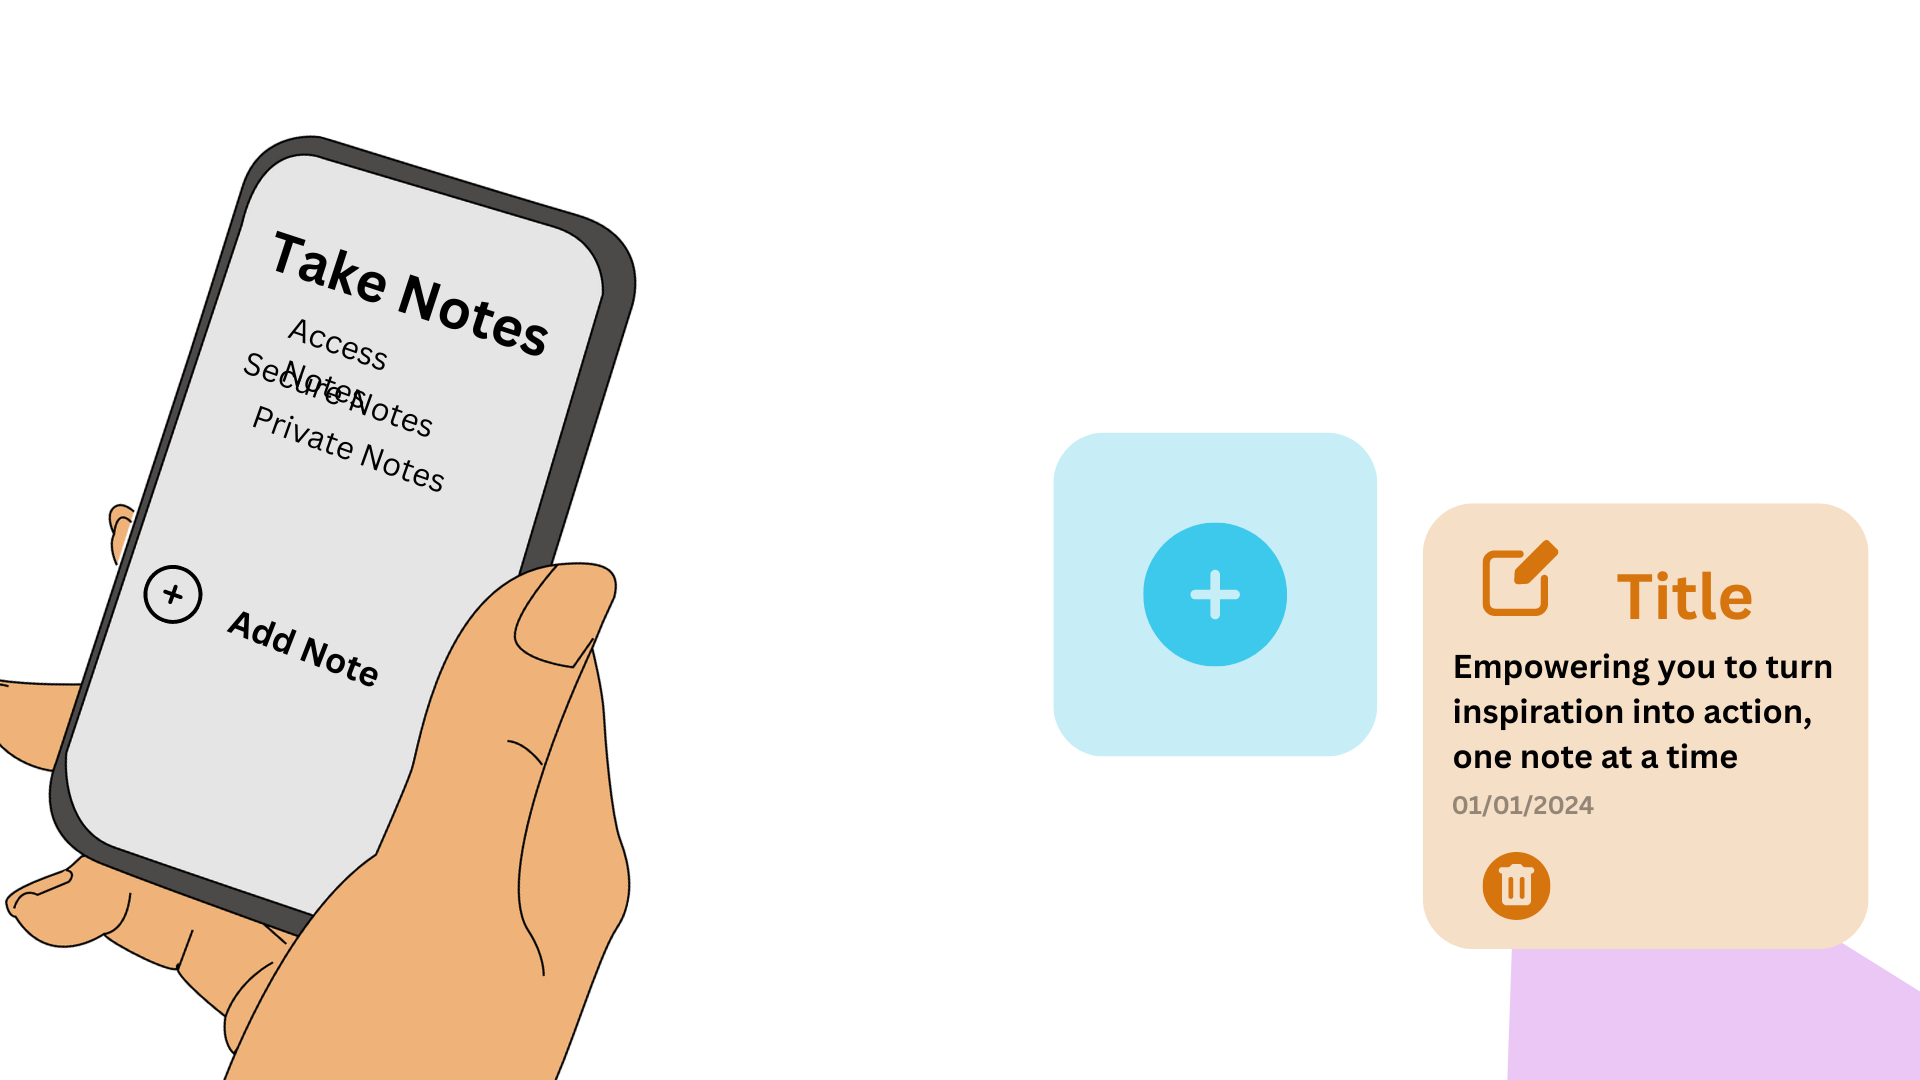 Take Notes
Access
Notes
Secure Notes
Private Notes
Add Note
Title
Empowering you to turn
inspiration into action,
one note at a time
01/01/2024